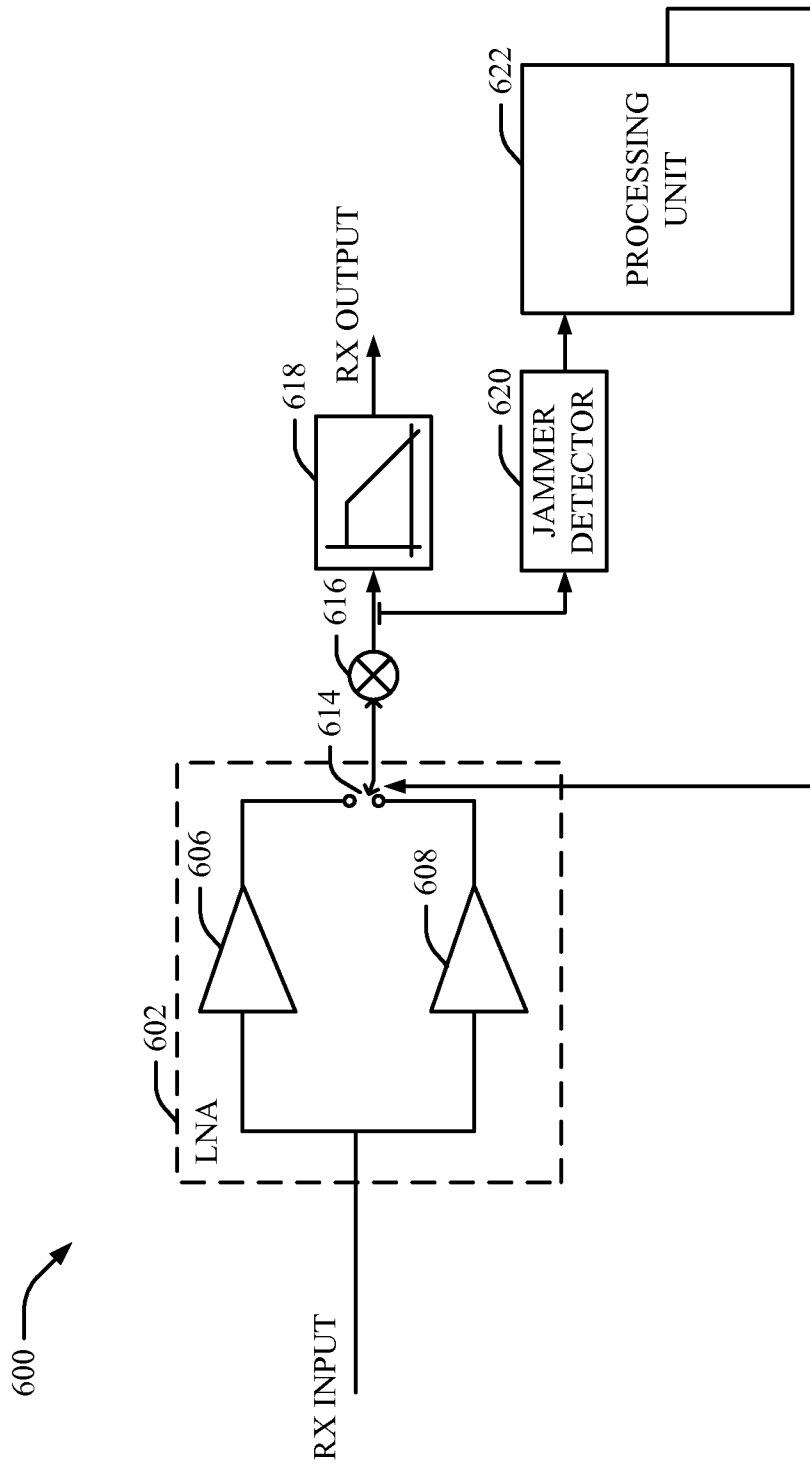 600
RX INPUT
602
LNA
606
608
614
616
618
RX OUTPUT
620
JAMMER
DETECTOR
622
PROCESSING
UNIT